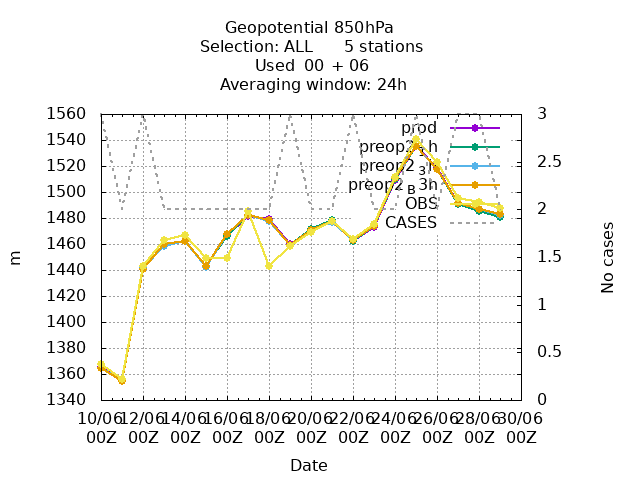 Geopotential 850hPa
Selection: ALL 5 stations
Used 00 + 06
Averaging window: 24h
1560
1540
1520
1500
1480
1460
1440
1420
1400
1380
1360
1340
m
3
2.5
2
1.5
1
0.5
0
No cases
prod
OBS
CASES
10/06 12/06 14/06 16/06 18/06 20/06 22/06 24/06 26/06 28/06 30/06
00Z 00Z 00Z 00Z 00Z 00Z 00Z 00Z 00Z 00Z 00Z
Date